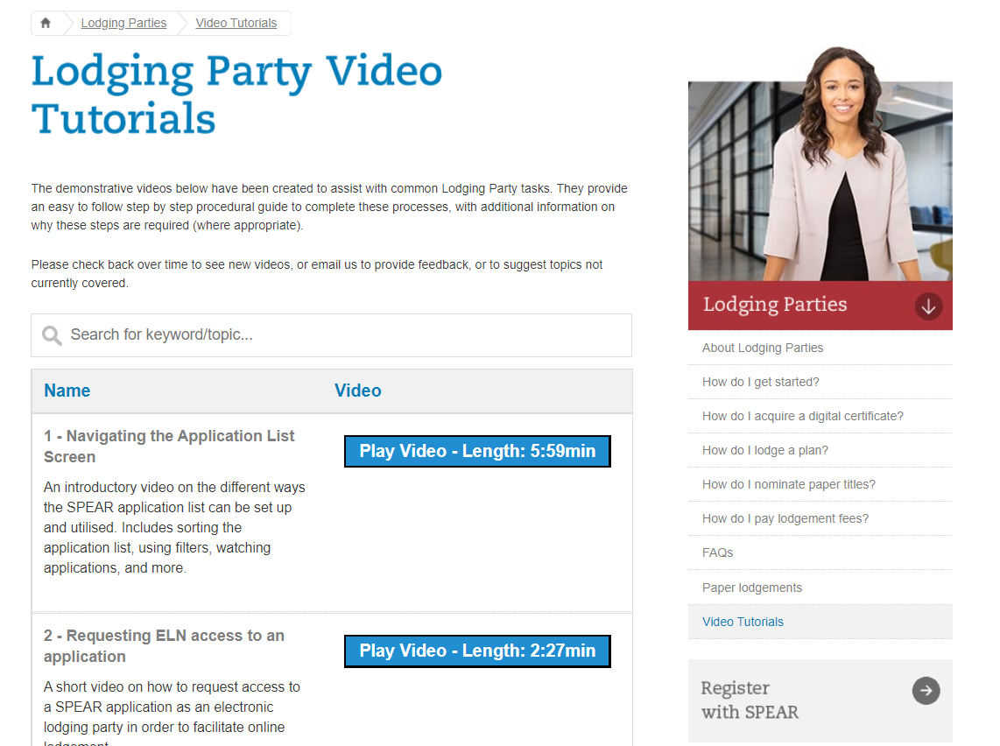 Lodging Parties
Video Tutorials
Lodging Party Video
Tutorials
The demonstrative videos below have been created to assist with common Lodging Party tasks. They provide
an easy to follow step by step procedural guide to complete these processes, with additional information on
why these steps are required (where appropriate).
Please check back over time to see new videos, or email us to provide feedback, or to suggest topics not
currently covered.
Search for keyword/topic...
Name Video
1 - Navigating the Application List
Screen
Play Video - Length: 5:59min
An introductory video on the different ways
the SPEAR application list can be set up
and utilised. Includes sorting the
application list, using filters, watching
applications, and more.
2 - Requesting ELN access to an
application
Play Video - Length: 2:27min
A short video on how to request access to
a SPEAR application as an electronic
lodging party in order to facilitate online
lodgement
Lodging Parties
About Lodging Parties
How do I get started?
How do I acquire a digital certificate?
How do I lodge a plan?
How do I nominate paper titles?
How do I pay lodgement fees?
FAQs
Paper lodgements
Video Tutorials
Register
with SPEAR